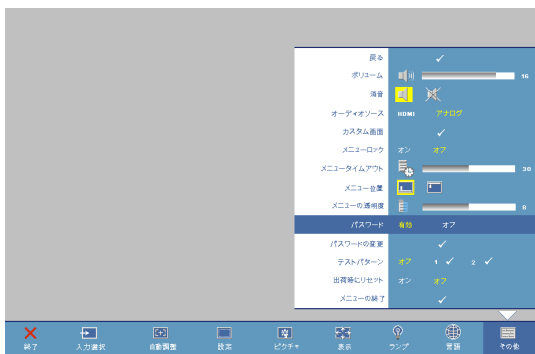 戻る
ボリューム 16
消音
オーディオソース HDMI アナログ
カスタム画面
メニューロック オン オフ
メニュータイムアウト 30
メニュー位置
メニューの透明度 8
パスワード 有効 オフ
パスワードの変更
テストパターン オフ 1 2
出荷時にリセット オン オフ
メニューの終了
終了 入力選択 自動調整 設定 ピクチャ 表示 ランプ 言語 その他